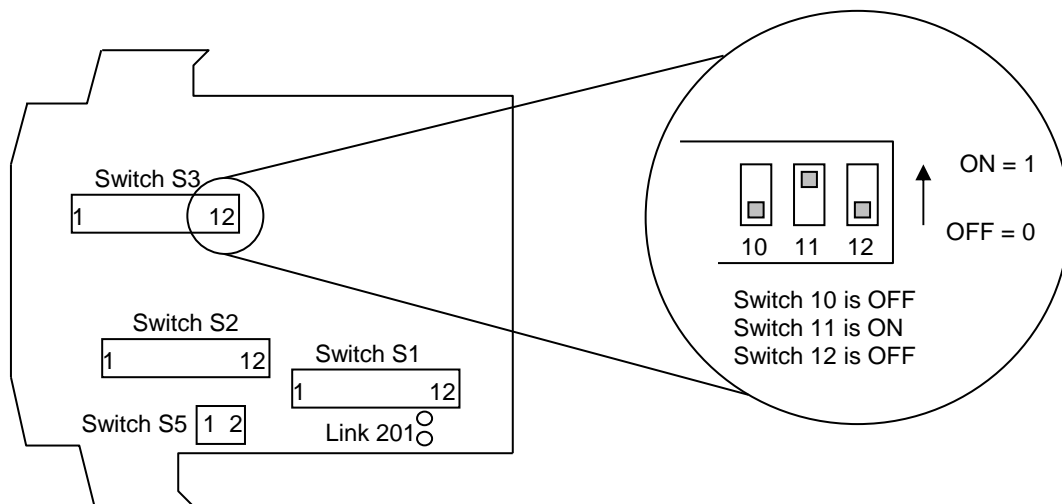 Switch S3
1 12
Switch S2
1 12
Switch S1
1 12
Switch S5 1 2
Link 201
ON = 1
OFF = 0
10 11 12
Switch 10 is OFF
Switch 11 is ON
Switch 12 is OFF